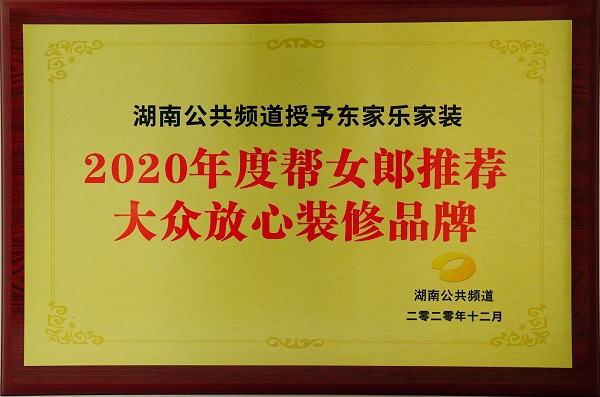 湖南公共频道授予东家乐家装
2020年度帮女郎推荐
大众放心装修品牌
湖南公共频道
二零二零年十二月